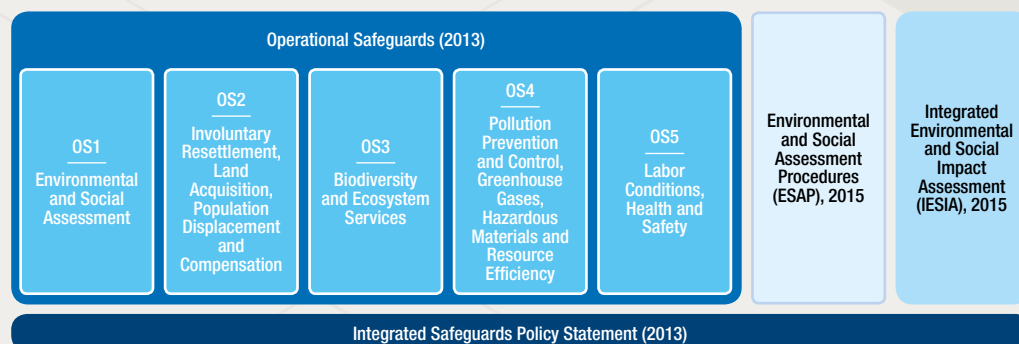 Operational Safeguards (2013)
OS1
Environmental
and Social
Assessment
OS2
Involuntary
Resettlement,
Land
Acquisition,
Population
Displacement
and
Compensation
OS3
Biodiversity
and Ecosystem
Services
OS4
Pollution
Prevention
and Control,
Greenhouse
Gases,
Hazardous
Materials and
Resource
Efficiency
OS5
Labor
Conditions,
Health and
Safety
Environmental
and Social
Assessment
Procedures
(ESAP), 2015
Integrated
Environmental
and Social
Impact
Assessment
(IESIA), 2015
Integrated Safeguards Policy Statement (2013)